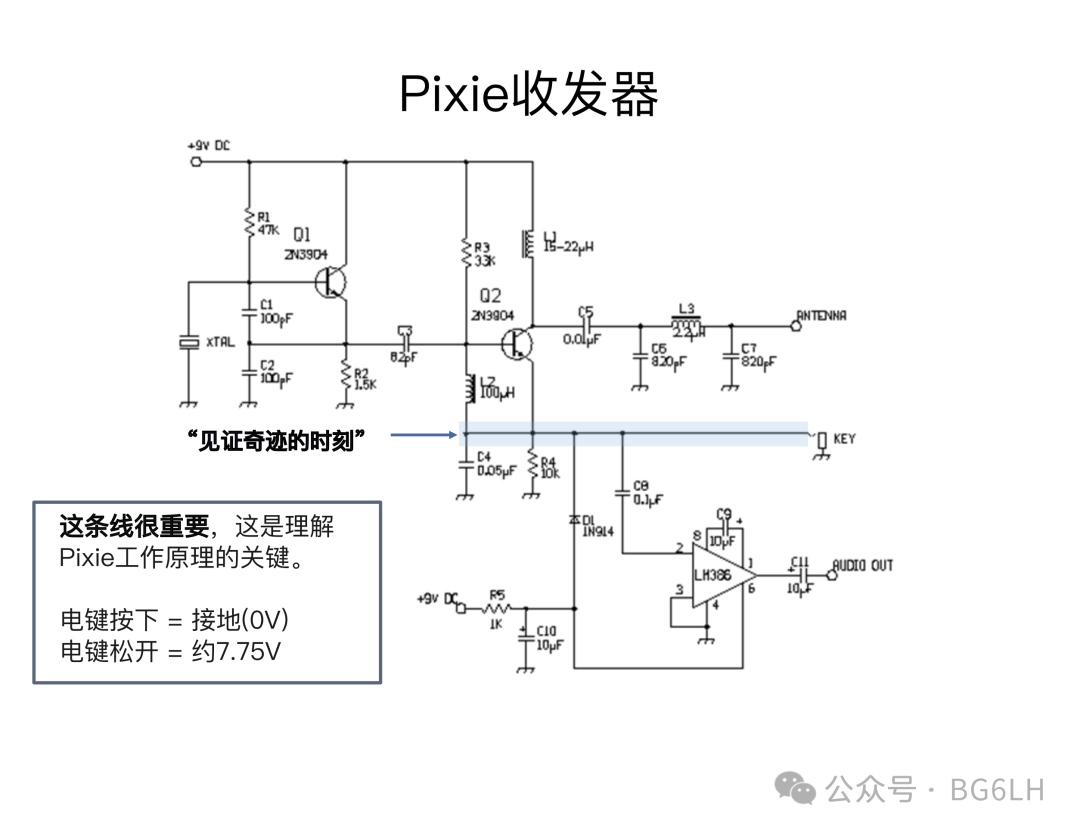 Pixie收发器
+9V DC
R1
47K
Q1
2N3904
C1
100pF
XTAL
C2
100pF
R2
1.5K
C3
82pF
R3
33K
Q2
2N3904
L1
15-22µH
C5
0.01µF
L3
2.2µH
ANTENNA
C6
820pF
C7
820pF
L2
100µH
“见证奇迹的时刻”
KEY
C4
0.05µF
R4
10K
C8
0.1µF
D1
1N914
C9
+
10µF
8
2
LM386
1
3
6
4
C11
+
10µF
AUDIO OUT
+9V DC
R5
1K
+
C10
10µF
这条线很重要，这是理解
Pixie工作原理的关键。
电键按下 = 接地(0V)
电键松开 = 约7.75V
公众号 · BG6LH